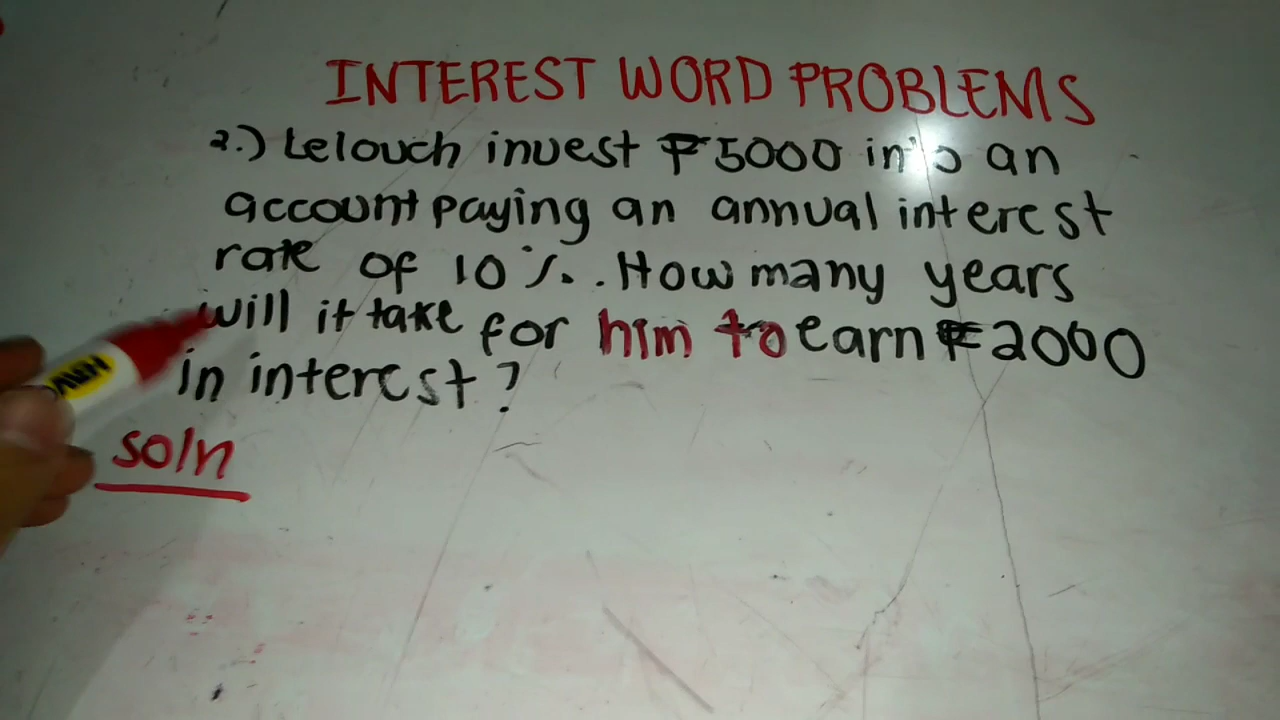 INTEREST WORD PROBLEMS
2.) Lelouch invest ₱5000 into an
account paying an annual interest
rate of 10%. How many years
will it take for him to earn ₱2000
in interest?
soln